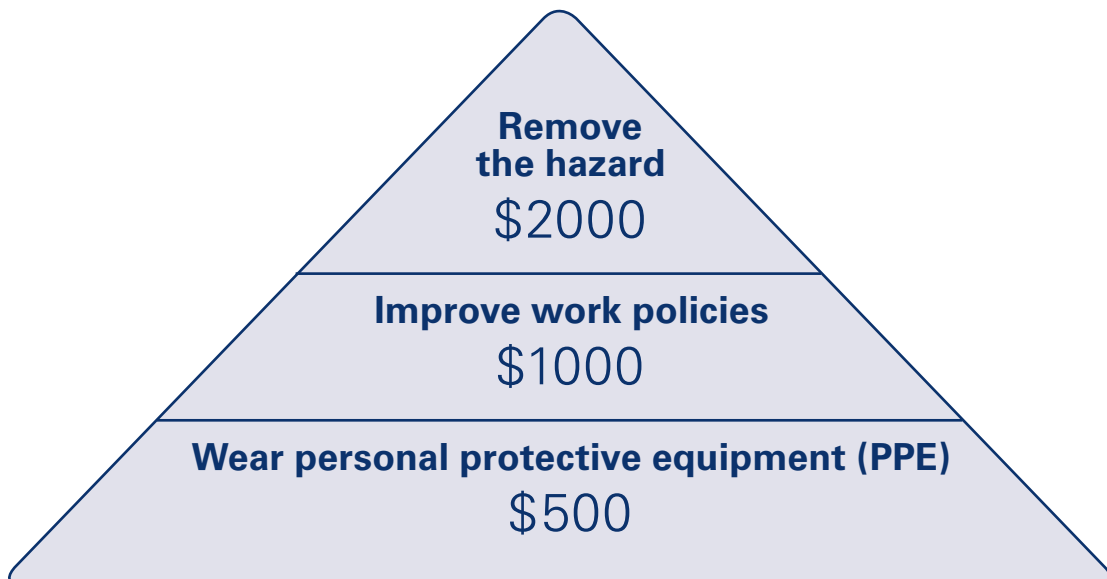 Remove
the hazard
$2000
Improve work policies
$1000
Wear personal protective equipment (PPE)
$500